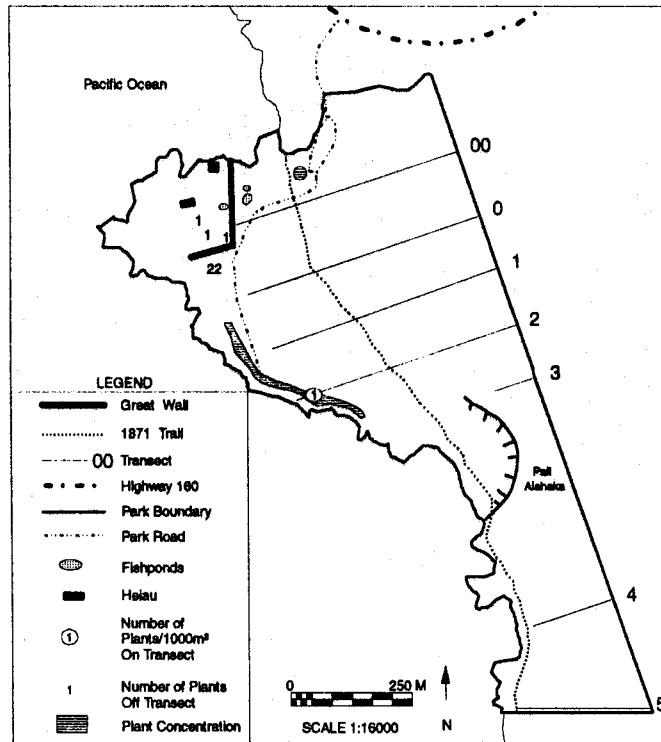 Pacific Ocean
00
0
1
1
1
1
22
2
3
1
Pali
Alahaka
4
5
LEGEND
Great Wall
1871 Trail
00 Transect
Highway 160
Park Boundary
Park Road
Fishponds
Heiau
1
Number of
Plants/1000m²
On Transect
1
Number of Plants
Off Transect
Plant Concentration
0 250 M
SCALE 1:16000
N